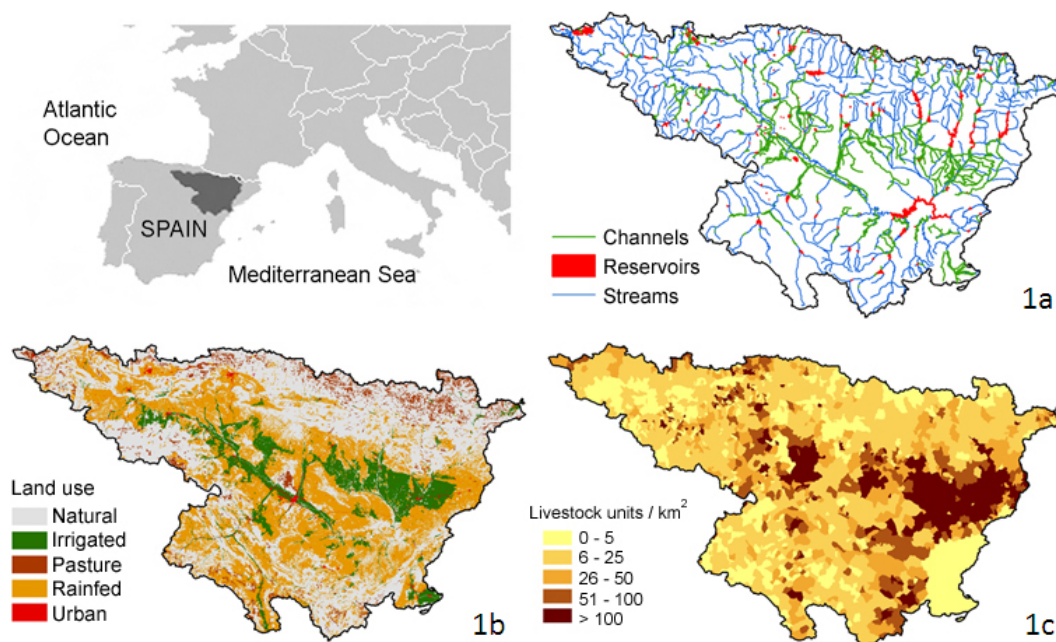 Atlantic
Ocean
SPAIN
Mediterranean Sea
Channels
Reservoirs
Streams
1a
Land use
Natural
Irrigated
Pasture
Rainfed
Urban
1b
Livestock units / km²
0 - 5
6 - 25
26 - 50
51 - 100
> 100
1c